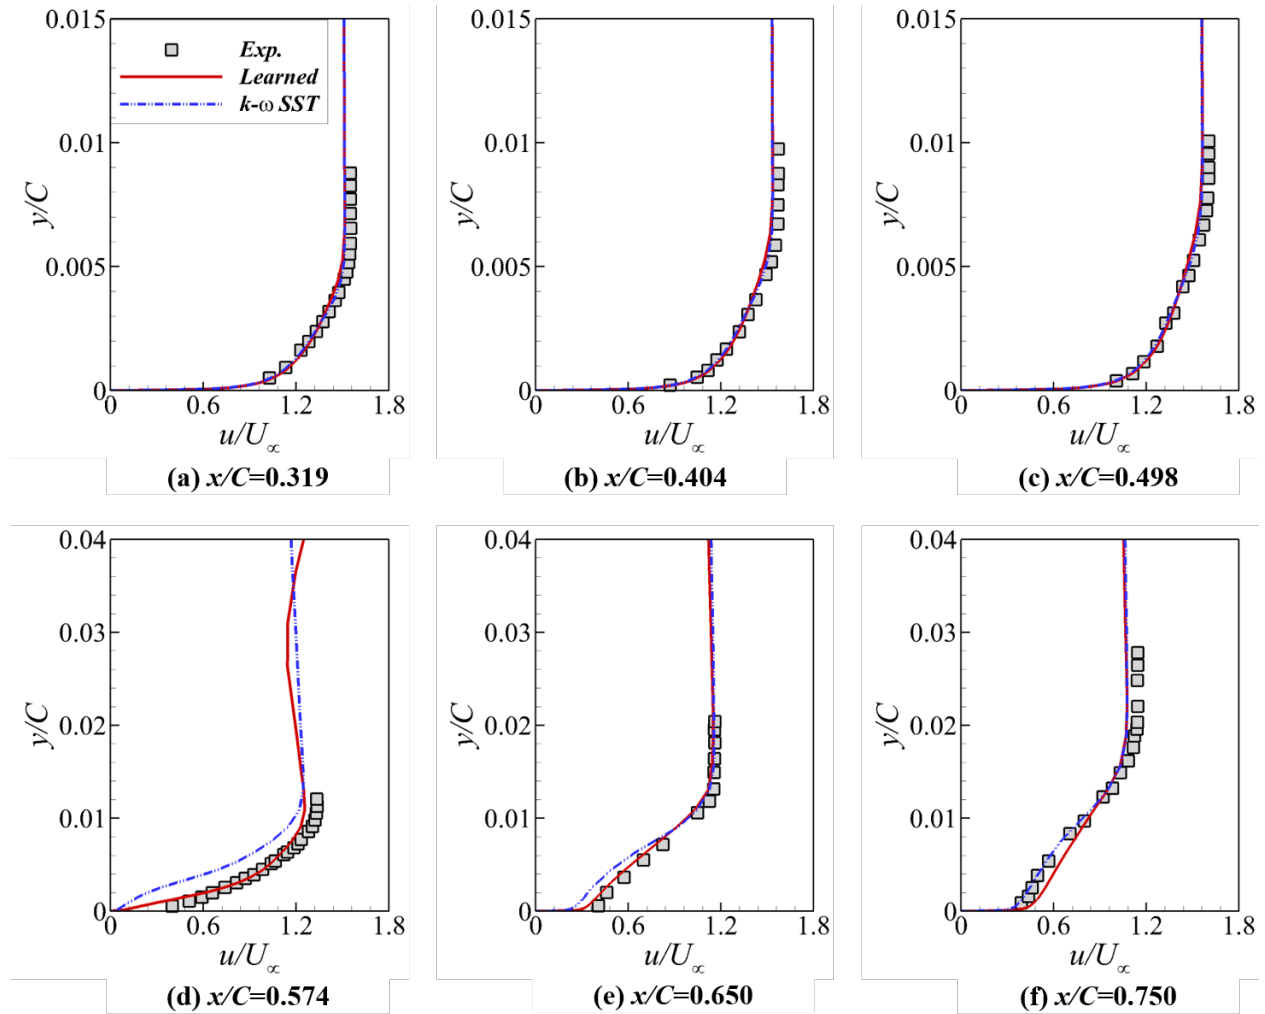 0.015
0.01
0.005
0
y/C
Exp.
Learned
k-ω SST
0 0.6 1.2 1.8
u/U∞
(a) x/C=0.319
0.015
0.01
0.005
0
y/C
0 0.6 1.2 1.8
u/U∞
(b) x/C=0.404
0.015
0.01
0.005
0
y/C
0 0.6 1.2 1.8
u/U∞
(c) x/C=0.498
0.04
0.03
0.02
0.01
0
y/C
0 0.6 1.2 1.8
u/U∞
(d) x/C=0.574
0.04
0.03
0.02
0.01
0
y/C
0 0.6 1.2 1.8
u/U∞
(e) x/C=0.650
0.04
0.03
0.02
0.01
0
y/C
0 0.6 1.2 1.8
u/U∞
(f) x/C=0.750